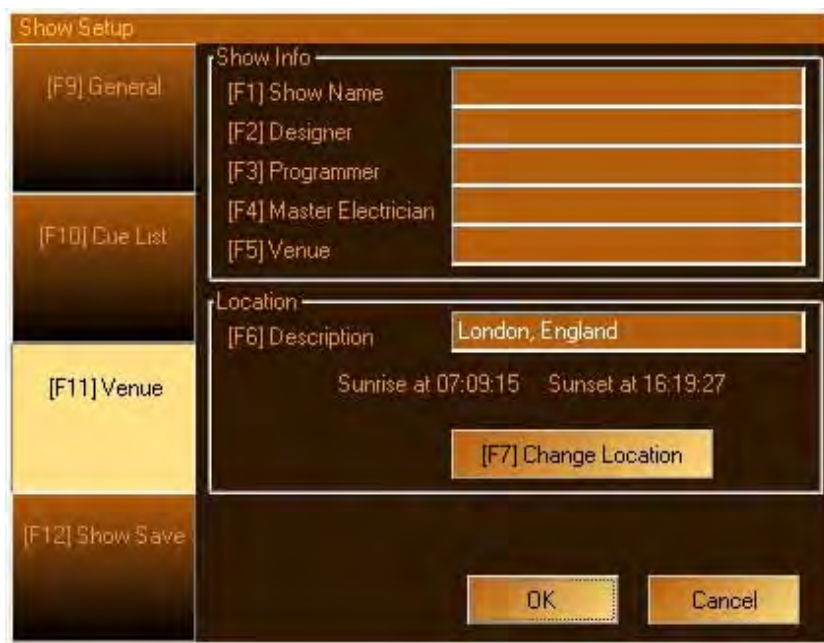 Show Setup
[F9] General
[F10] Cue List
[F11] Venue
[F12] Show Save
Show Info
[F1] Show Name
[F2] Designer
[F3] Programmer
[F4] Master Electrician
[F5] Venue
Location
[F6] Description London, England
Sunrise at 07:09:15 Sunset at 16:19:27
[F7] Change Location
OK Cancel